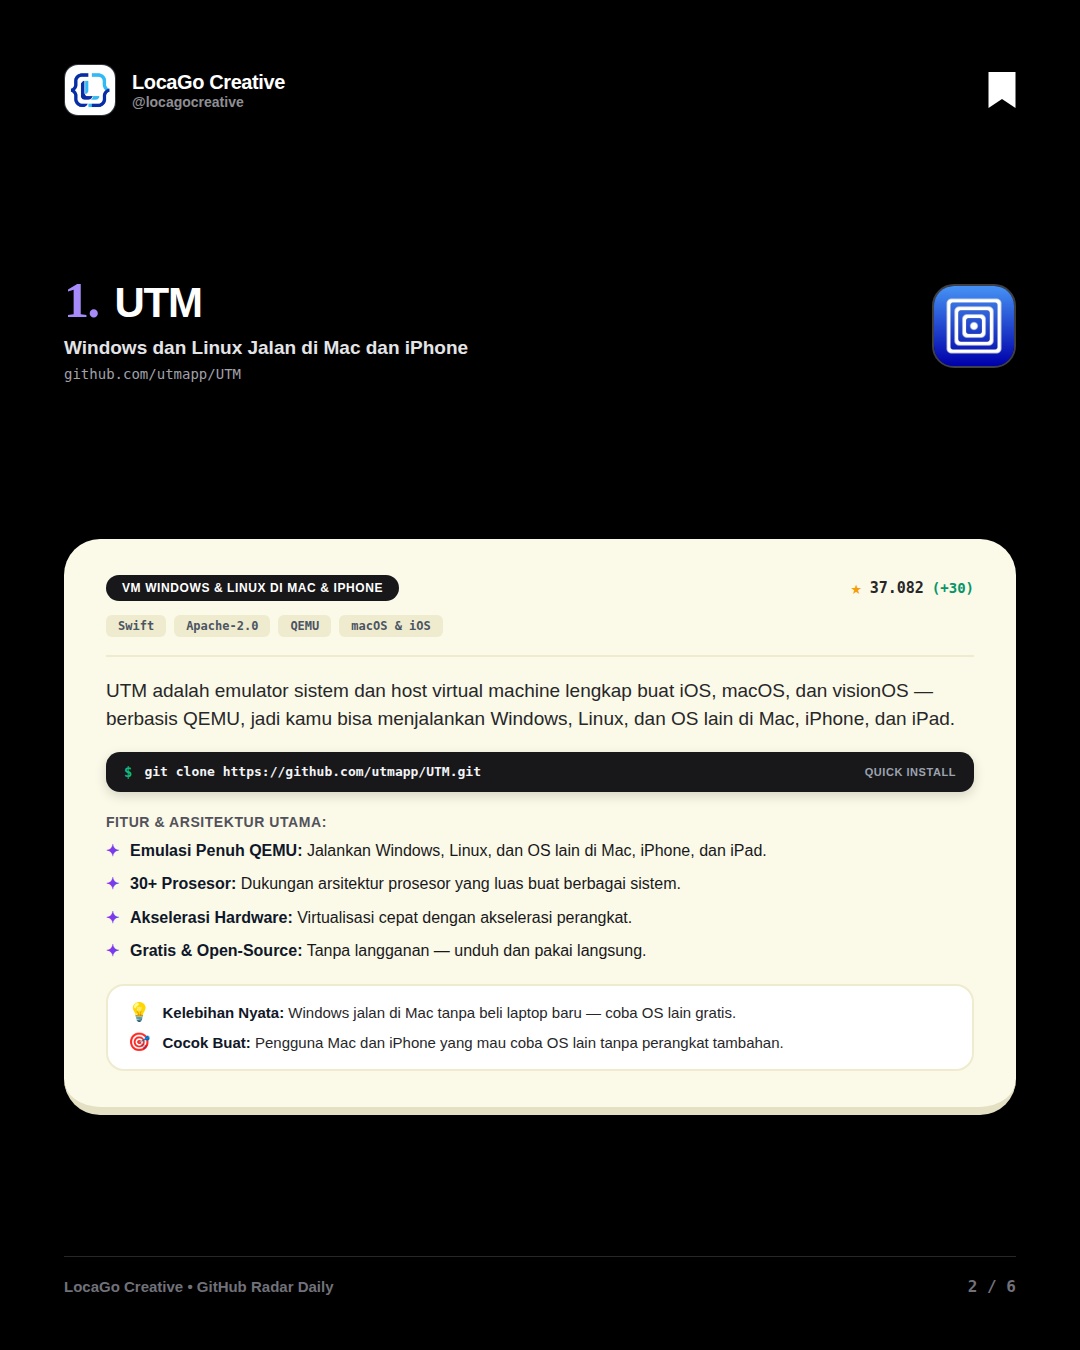 LocaGo Creative
@locagocreative
1. UTM
Windows dan Linux Jalan di Mac dan iPhone
github.com/utmapp/UTM
VM WINDOWS & LINUX DI MAC & IPHONE
★ 37.082 (+30)
Swift Apache-2.0 QEMU macOS & iOS
UTM adalah emulator sistem dan host virtual machine lengkap buat iOS, macOS, dan visionOS —
berbasis QEMU, jadi kamu bisa menjalankan Windows, Linux, dan OS lain di Mac, iPhone, dan iPad.
$ git clone https://github.com/utmapp/UTM.git QUICK INSTALL
FITUR & ARSITEKTUR UTAMA:
✦ Emulasi Penuh QEMU: Jalankan Windows, Linux, dan OS lain di Mac, iPhone, dan iPad.
✦ 30+ Prosesor: Dukungan arsitektur prosesor yang luas buat berbagai sistem.
✦ Akselerasi Hardware: Virtualisasi cepat dengan akselerasi perangkat.
✦ Gratis & Open-Source: Tanpa langganan — unduh dan pakai langsung.
💡 Kelebihan Nyata: Windows jalan di Mac tanpa beli laptop baru — coba OS lain gratis.
🎯 Cocok Buat: Pengguna Mac dan iPhone yang mau coba OS lain tanpa perangkat tambahan.
LocaGo Creative • GitHub Radar Daily
2 / 6